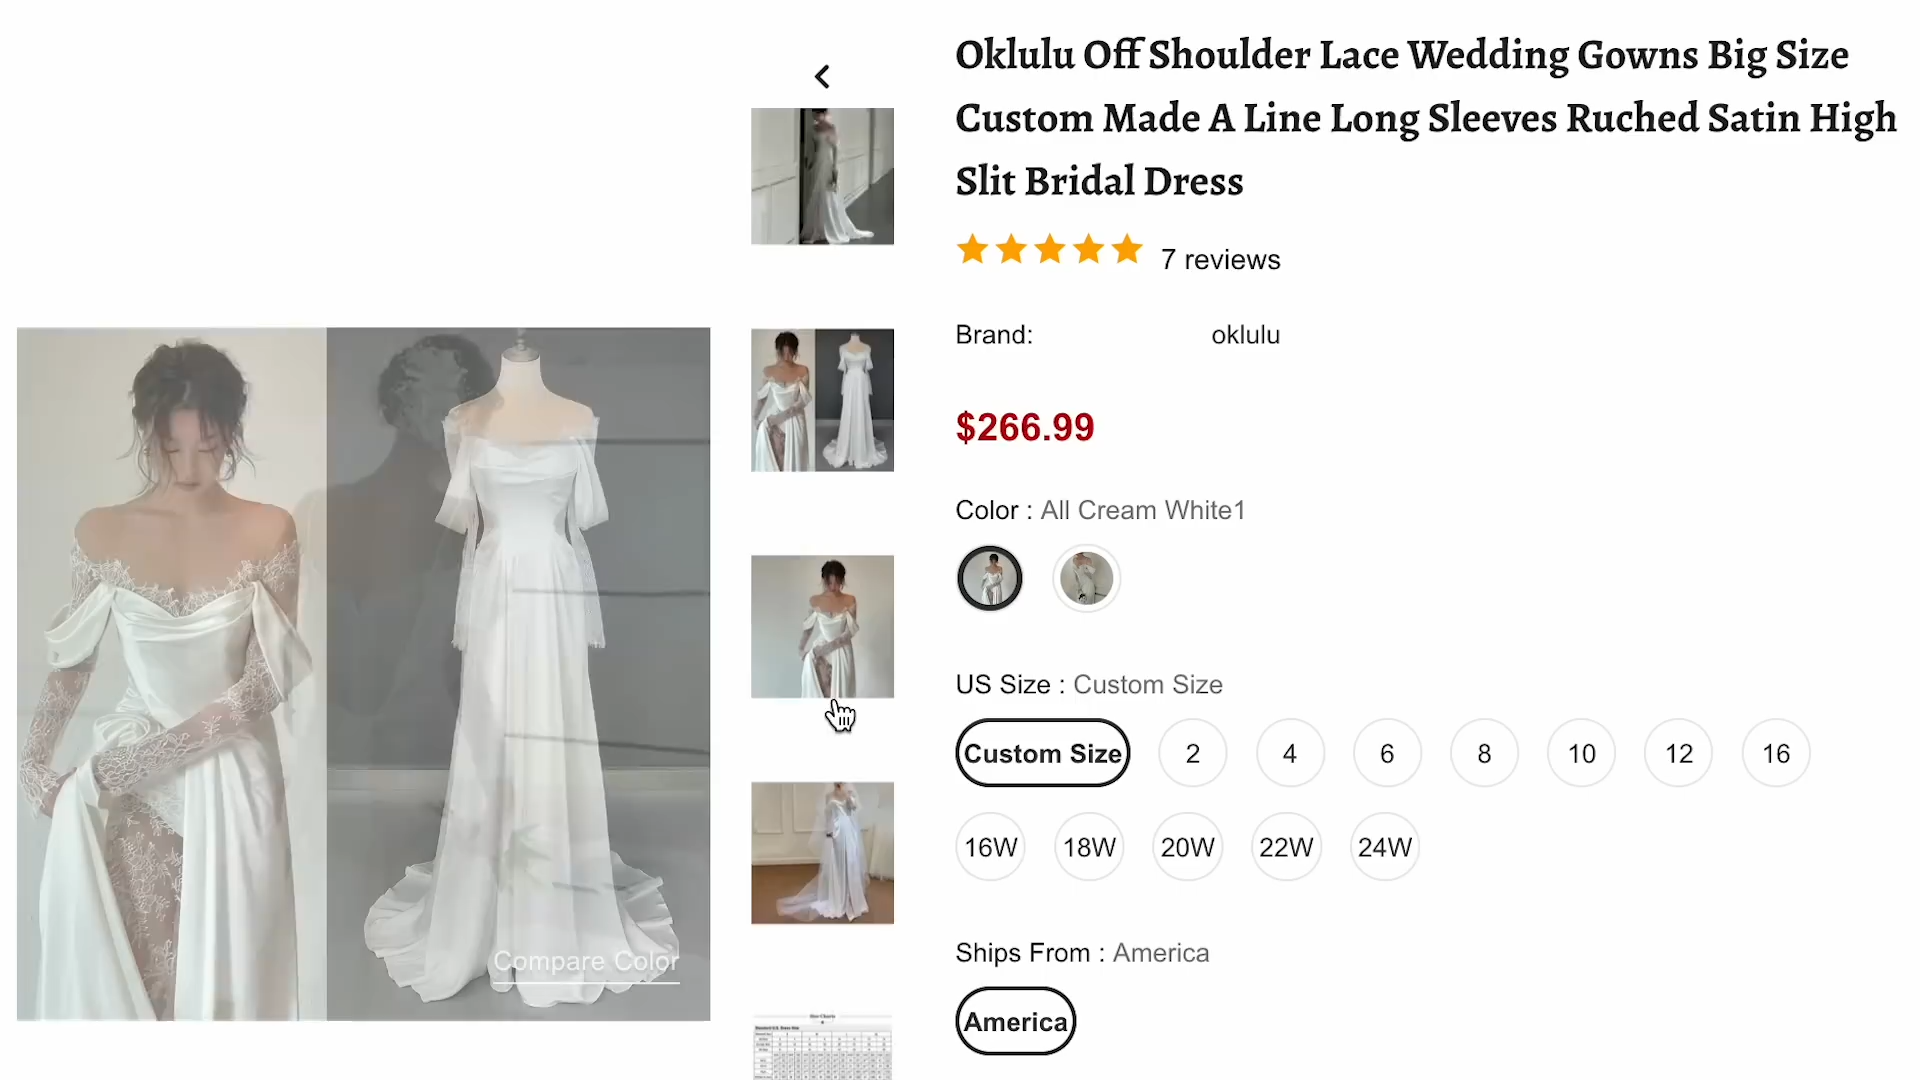 Oklulu Off Shoulder Lace Wedding Gowns Big Size
Custom Made A Line Long Sleeves Ruched Satin High
Slit Bridal Dress
7 reviews
Brand: oklulu
$266.99
Color : All Cream White1
US Size : Custom Size
Custom Size 2 4 6 8 10 12 16
16W 18W 20W 22W 24W
Ships From : America
America
Compare Color
Size Charts